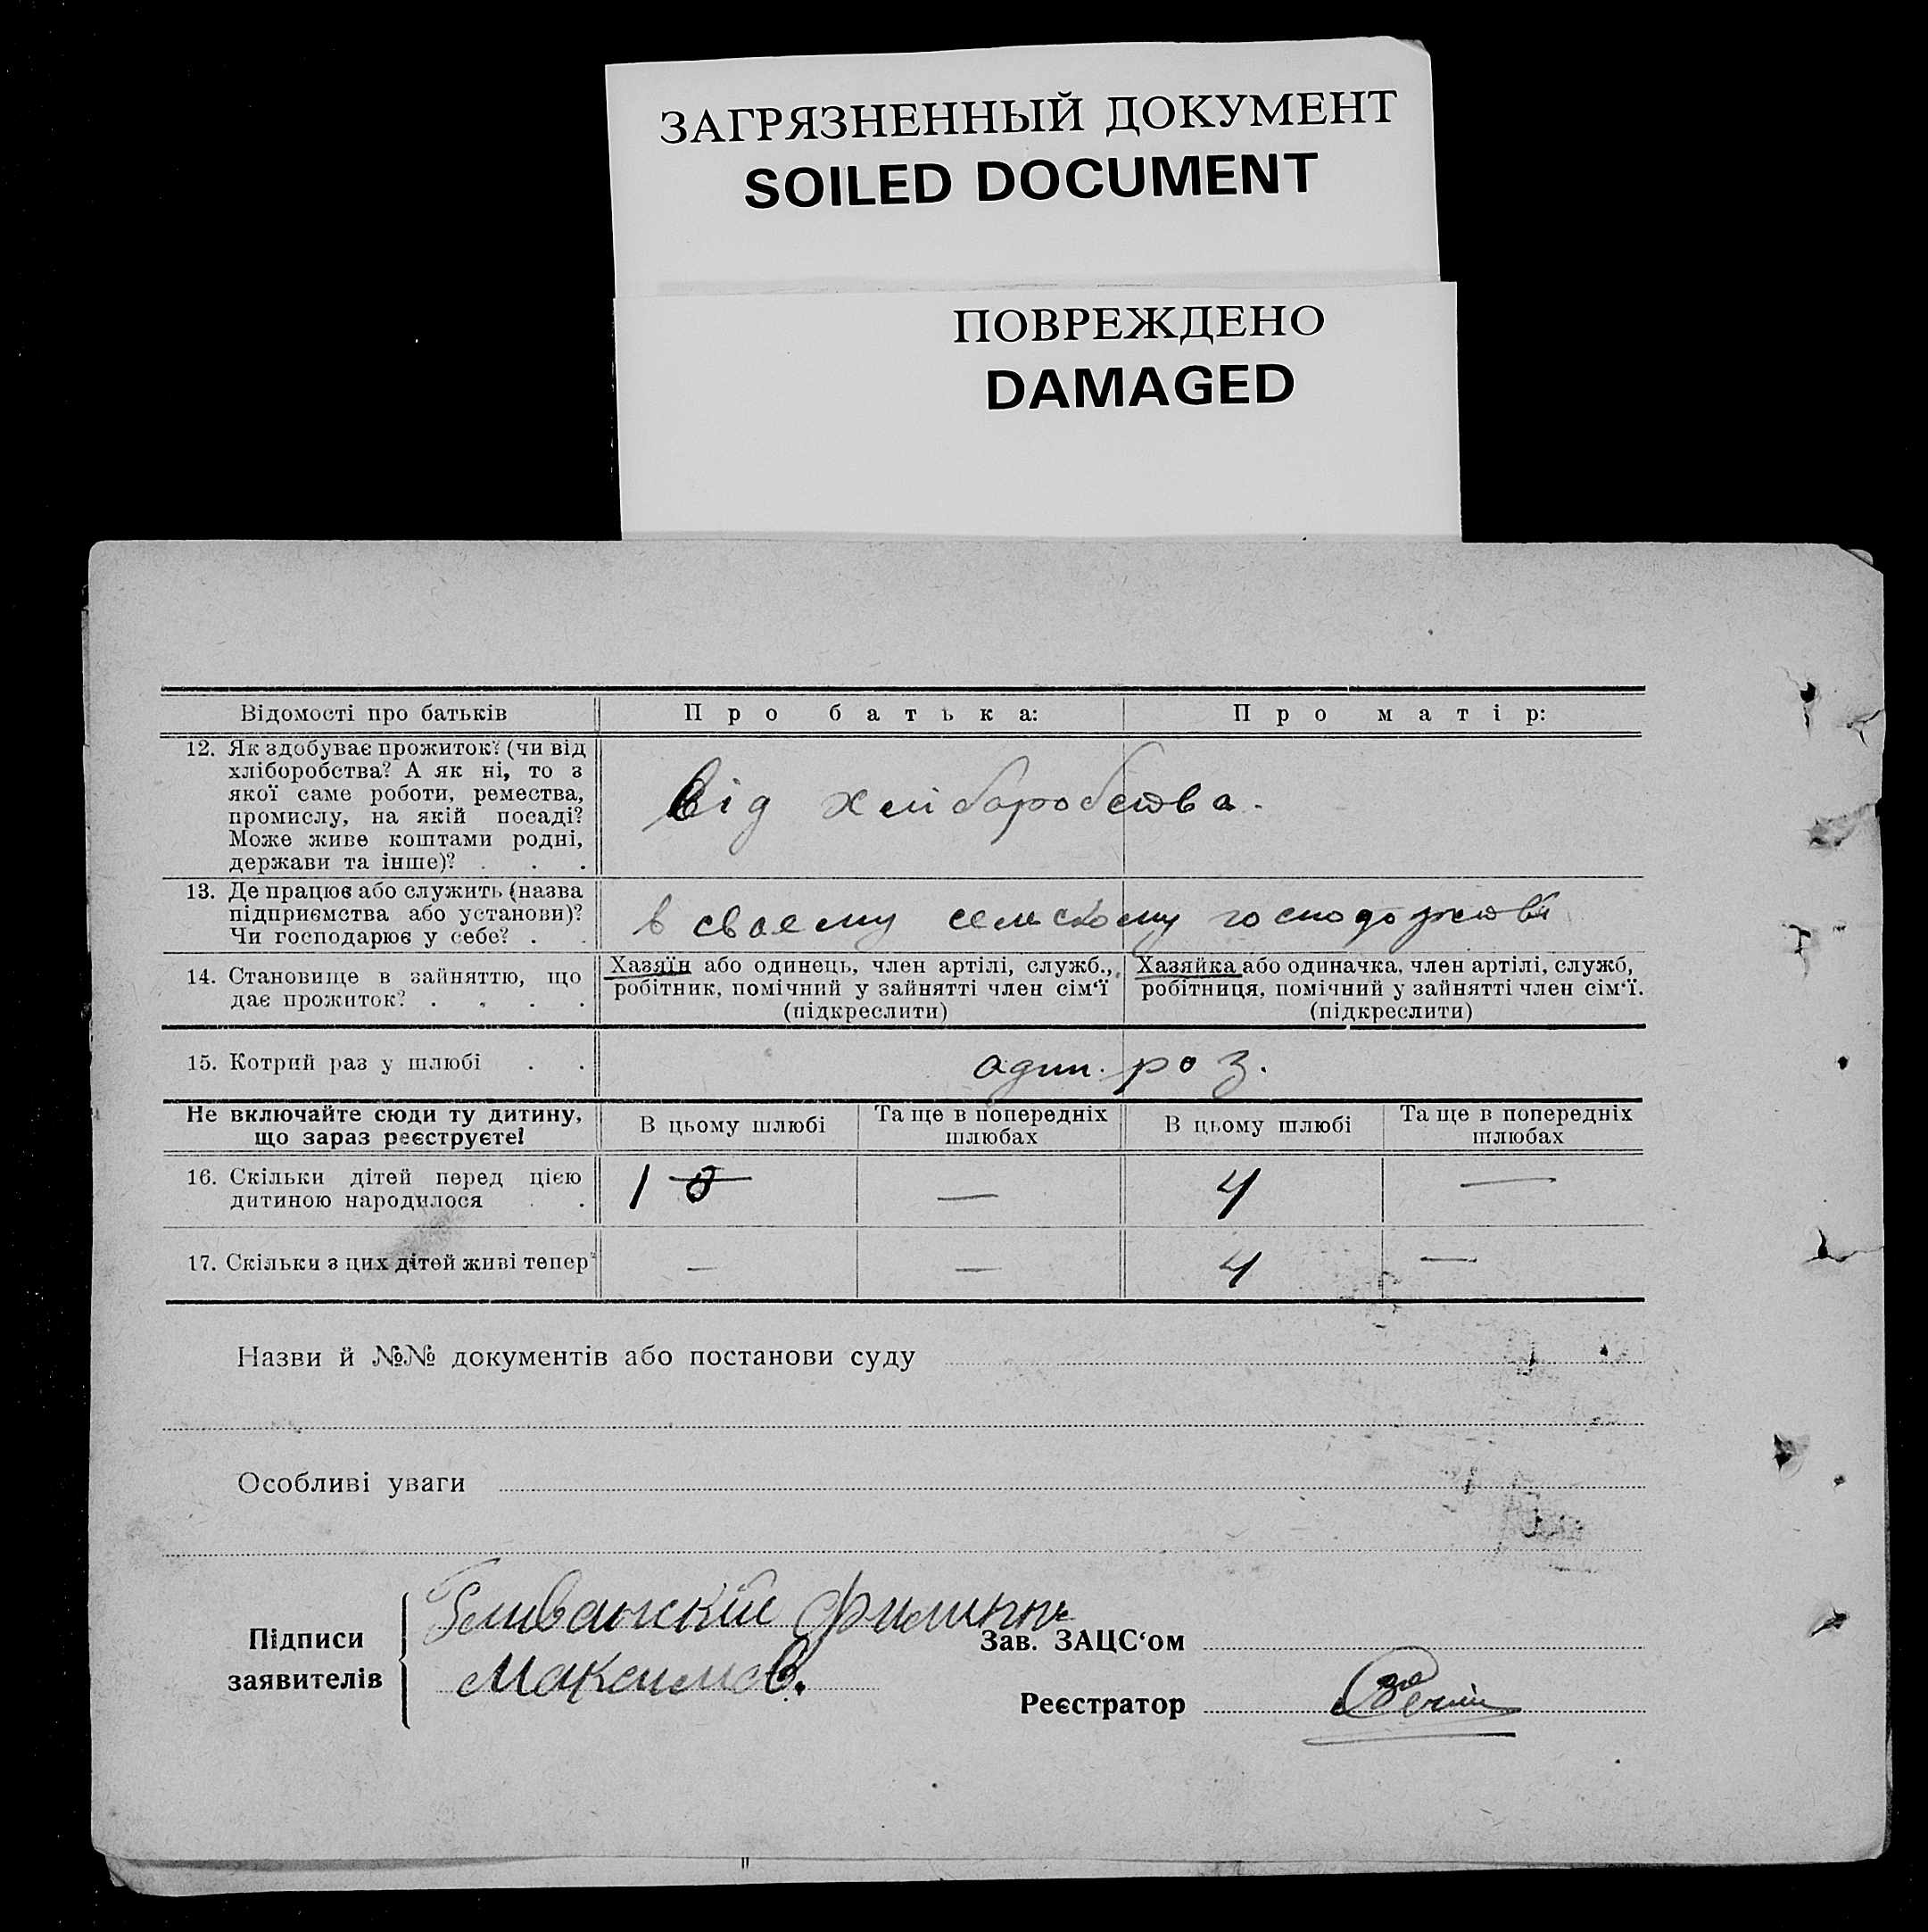 ЗАГРЯЗНЕННЫЙ ДОКУМЕНТ
SOILED DOCUMENT
ПОВРЕЖДЕНО
DAMAGED
Відомості про батьків
Про батька:
Про матір:
12. Як здобуває прожиток? (чи від
хліборобства? А як ні, то з
якої саме роботи, ремества,
промислу, на якій посаді?
Може живе коштами родні,
держави та інше)? . . .
Від хліборобства.
13. Де працює або служить (назва
підприємства або установи)?
Чи господарює у себе? . .
в своему селскому господарстві
14. Становище в зайняттю, що
дає прожиток? . . . .
Хазяїн або одинець, член артілі, служб.,
робітник, помічний у зайнятті член сім'ї
(підкреслити)
Хазяйка або одиначка, член артілі, служб,
робітниця, помічний у зайнятті член сім'ї.
(підкреслити)
15. Котрий раз у шлюбі . .
один. роз.
Не включайте сюди ту дитину,
що зараз реєструєте!
В цьому шлюбі
Та ще в попередніх
шлюбах
В цьому шлюбі
Та ще в попередніх
шлюбах
16. Скільки дітей перед цією
дитиною народилося . .
1
—
4
—
17. Скільки з цих дітей живі тепер?
—
—
4
—
Назви й №№ документів або постанови суду
Особливі уваги
Підписи
заявителів
Филипп
Максимов.
Зав. ЗАЦС'ом
Реєстратор